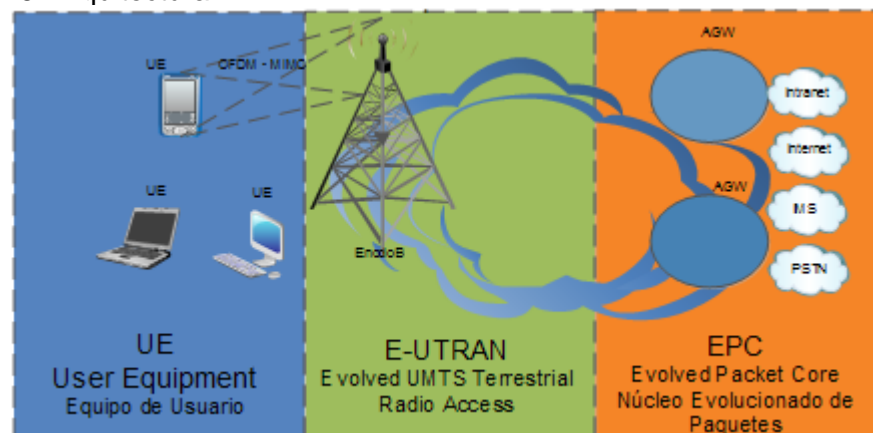 AGW
UE
OFDM - MIMO
Intranet
Internet
UE
UE
AGW
IMS
EnodoB
PSTN
UE
User Equipment
Equipo de Usuario
E-UTRAN
Evolved UMTS Terrestrial
Radio Access
EPC
Evolved Packet Core
Núcleo Evolucionado de
Paquetes